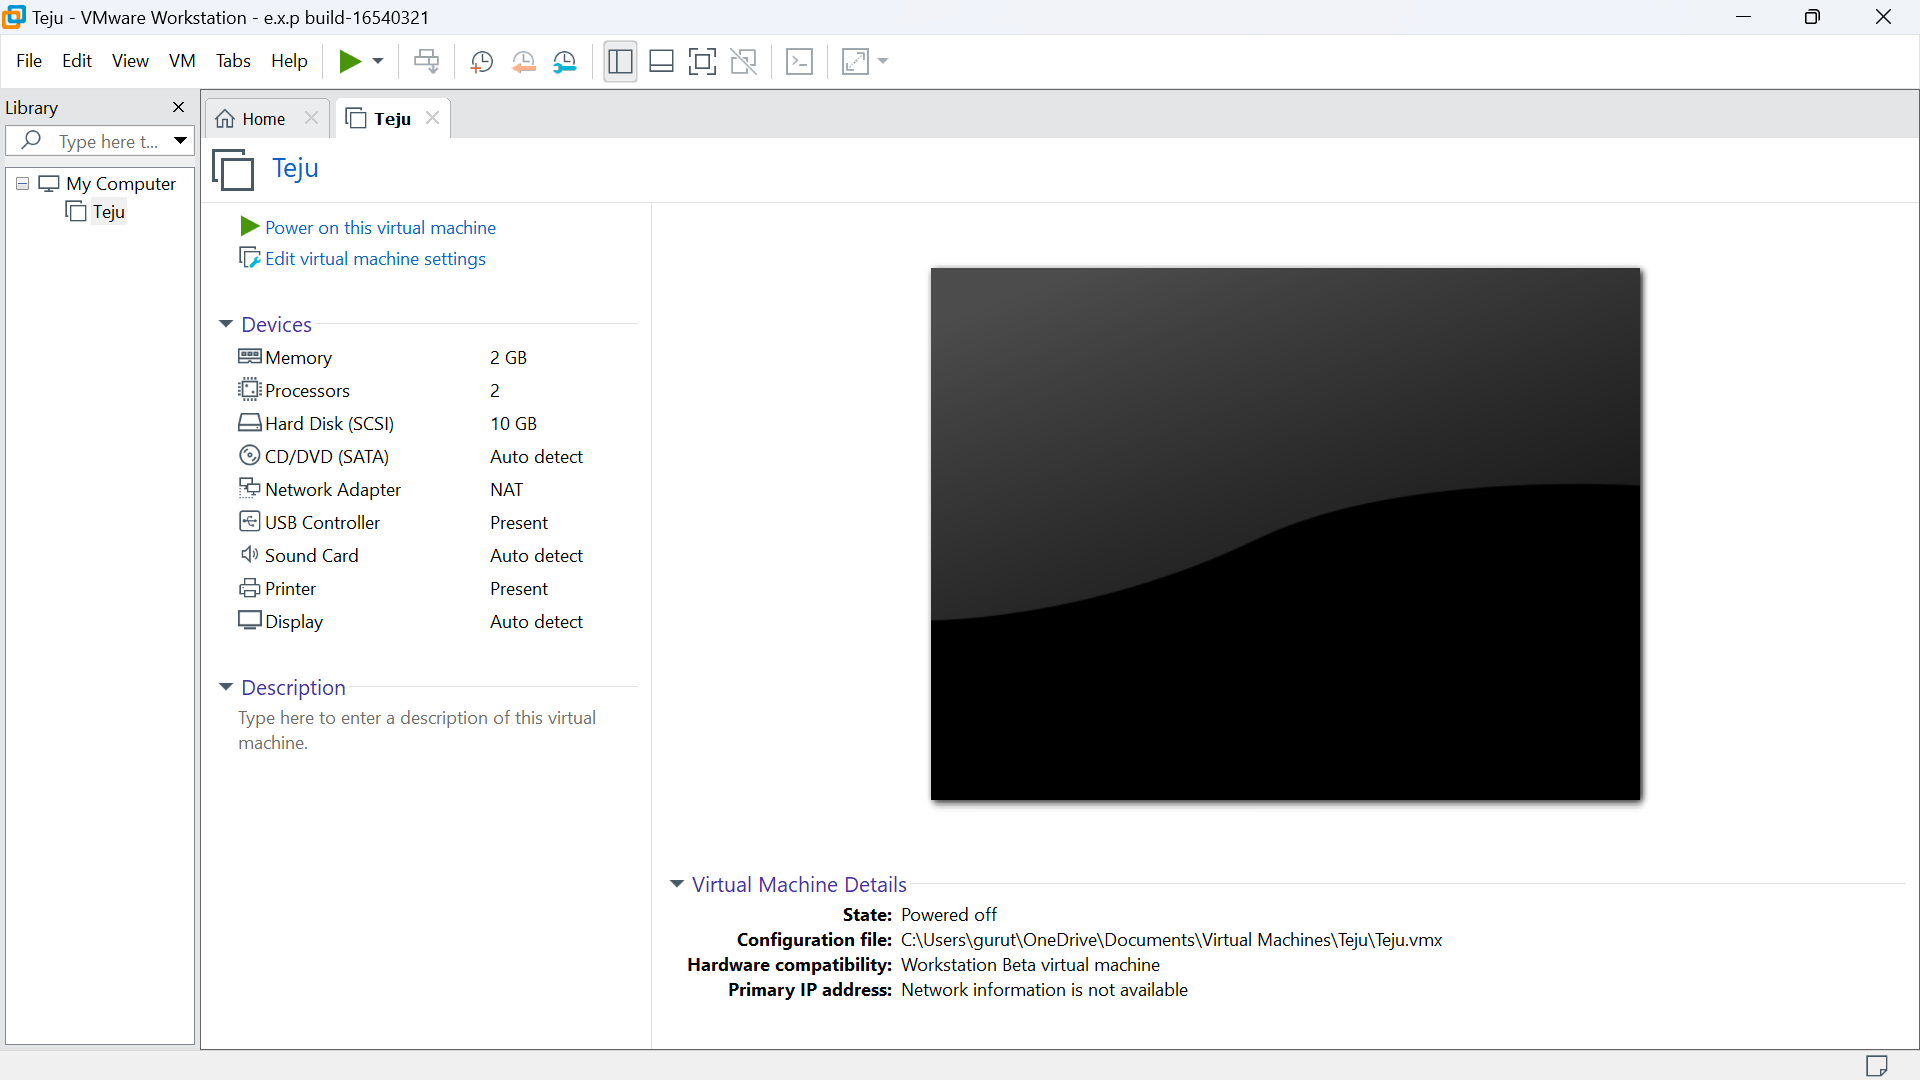 Teju - VMware Workstation - e.x.p build-16540321
File Edit View VM Tabs Help
Library
Type here t...
My Computer
Teju
Home
Teju
Teju
Power on this virtual machine
Edit virtual machine settings
Devices
Memory 2 GB
Processors 2
Hard Disk (SCSI) 10 GB
CD/DVD (SATA) Auto detect
Network Adapter NAT
USB Controller Present
Sound Card Auto detect
Printer Present
Display Auto detect
Description
Type here to enter a description of this virtual
machine.
Virtual Machine Details
State: Powered off
Configuration file: C:\Users\gurut\OneDrive\Documents\Virtual Machines\Teju\Teju.vmx
Hardware compatibility: Workstation Beta virtual machine
Primary IP address: Network information is not available